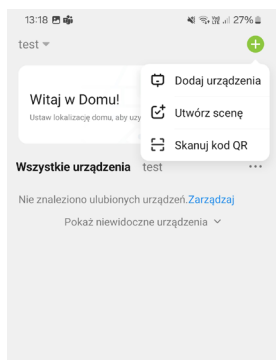 13:18 27%
test
Dodaj urządzenia
Witaj w Domu!
Utwórz scenę
Ustaw lokalizację domu, aby uzy
Skanuj kod QR
Wszystkie urządzenia test
Nie znaleziono ulubionych urządzeń.Zarządzaj
Pokaż niewidoczne urządzenia